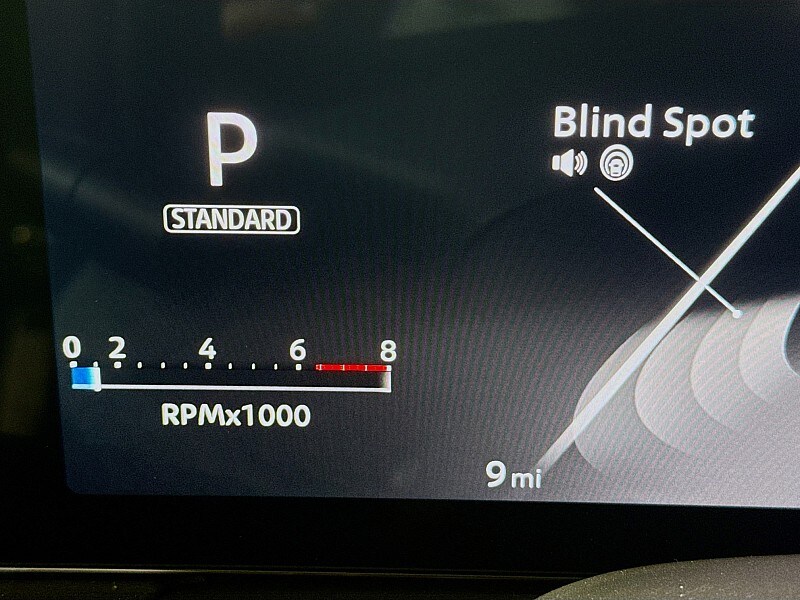 P
STANDARD
Blind Spot
0 2 4 6 8
RPMx1000
9 mi